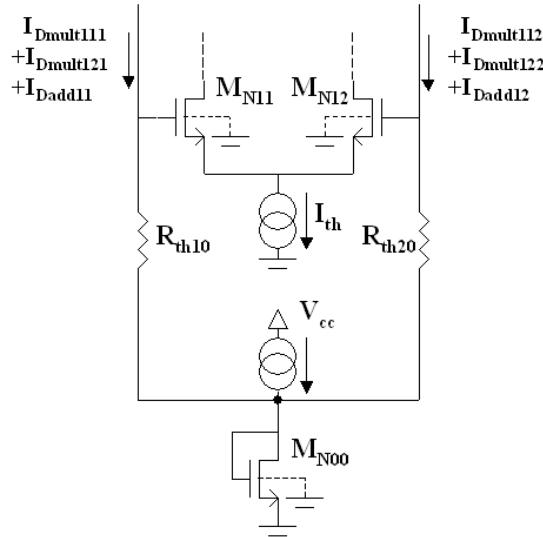 I_Dmult111
+I_Dmult121
+I_Dadd11
I_Dmult112
+I_Dmult122
+I_Dadd12
M_N11
M_N12
I_th
R_th10
R_th20
V_cc
M_N00